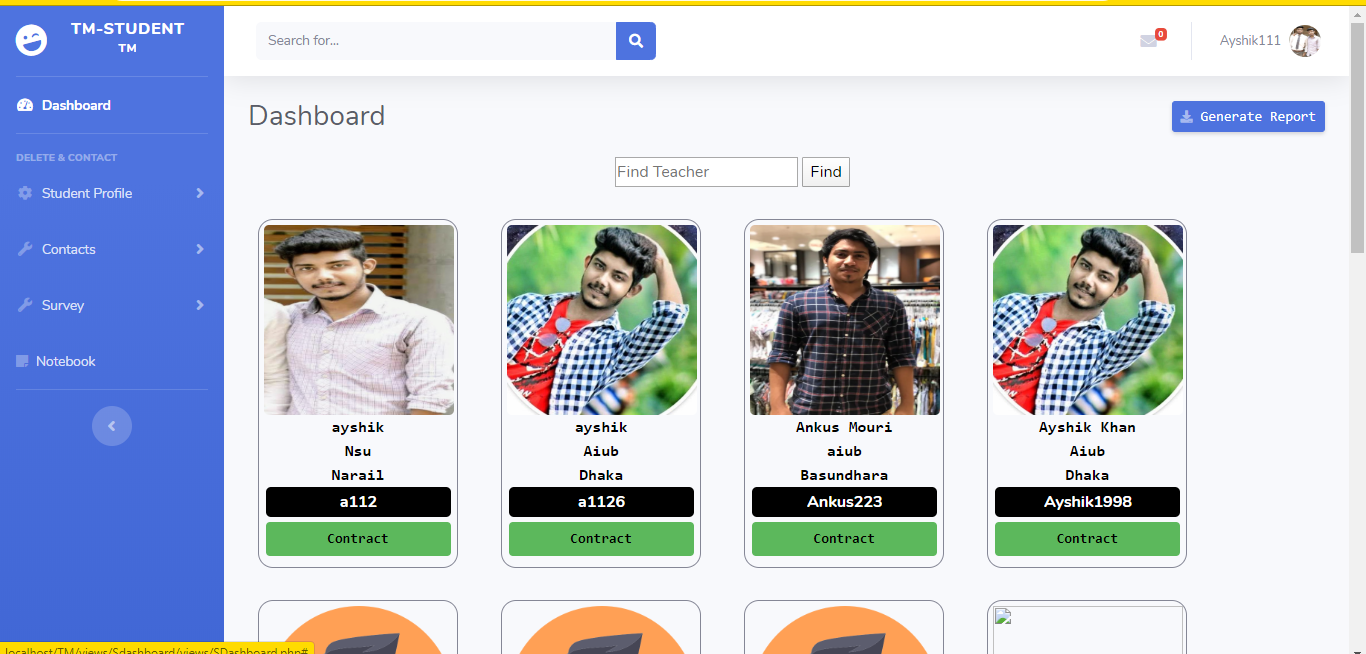 TM-STUDENT
TM
Search for...
0
Ayshik111
Dashboard
DELETE & CONTACT
Student Profile
Contacts
Survey
Notebook
Dashboard
Generate Report
Find Teacher
Find
ayshik
Nsu
Narail
a112
Contract
ayshik
Aiub
Dhaka
a1126
Contract
Ankus Mouri
aiub
Basundhara
Ankus223
Contract
Ayshik Khan
Aiub
Dhaka
Ayshik1998
Contract
localhost/TM/views/Sdashboard/views/SDashboard.php#